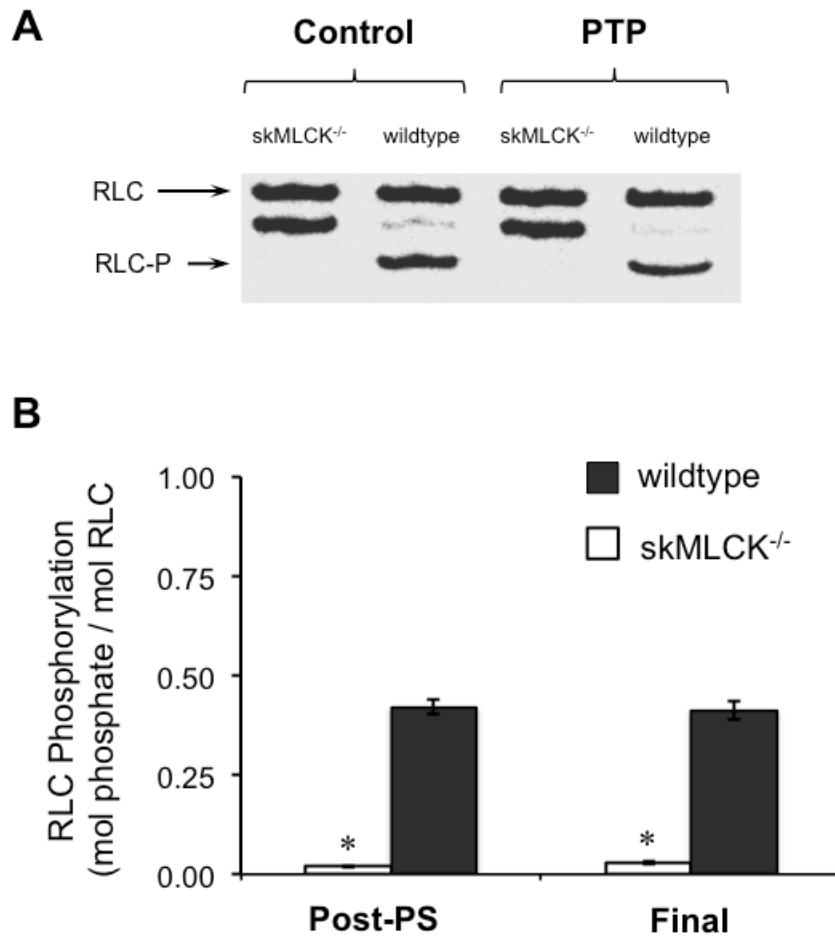 A
Control PTP
skMLCK-/- wildtype skMLCK-/- wildtype
RLC
RLC-P
B
RLC Phosphorylation
(mol phosphate / mol RLC
1.00
0.75
0.50
0.25
0.00
wildtype
skMLCK-/-
*
*
Post-PS Final